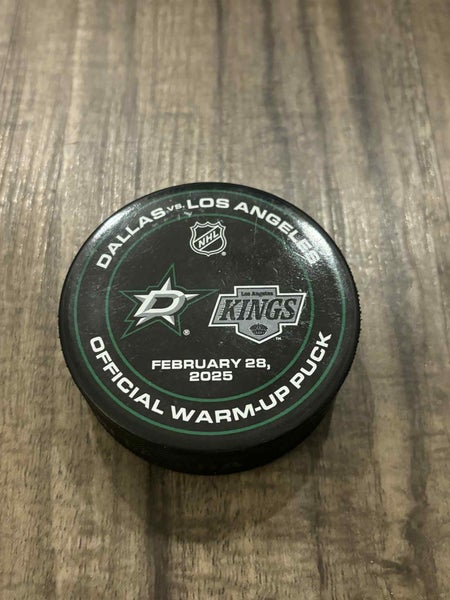 DALLAS VS. LOS ANGELES
NHL
D
Los Angeles
KINGS
FEBRUARY 28,
2025
OFFICIAL WARM-UP PUCK